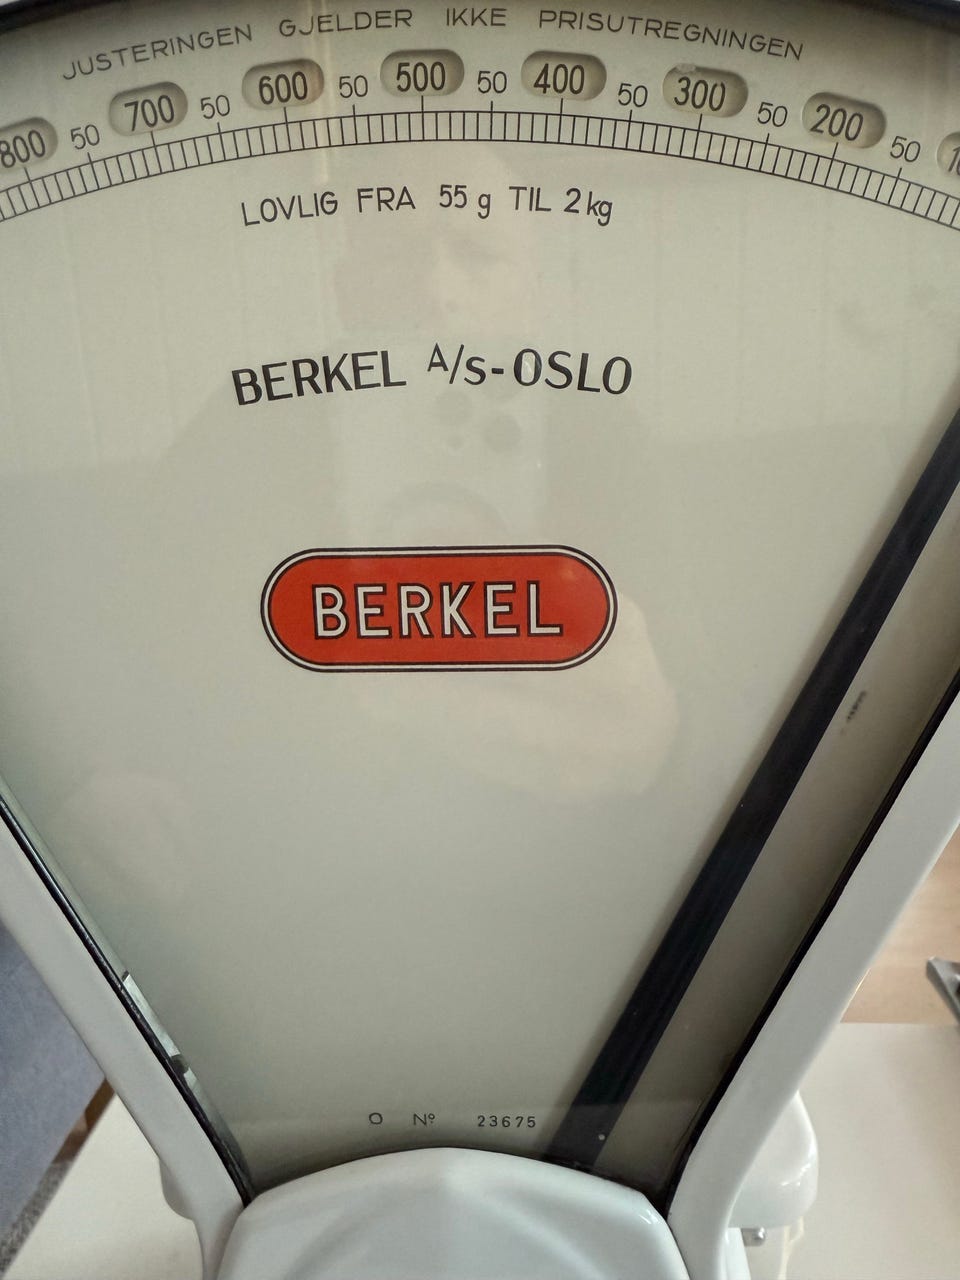 JUSTERINGEN GJELDER IKKE PRISUTREGNINGEN
800 50 700 50 600 50 500 50 400 50 300 50 200 50
LOVLIG FRA 55 g TIL 2 kg
BERKEL A/S-OSLO
BERKEL
O Nº 23675